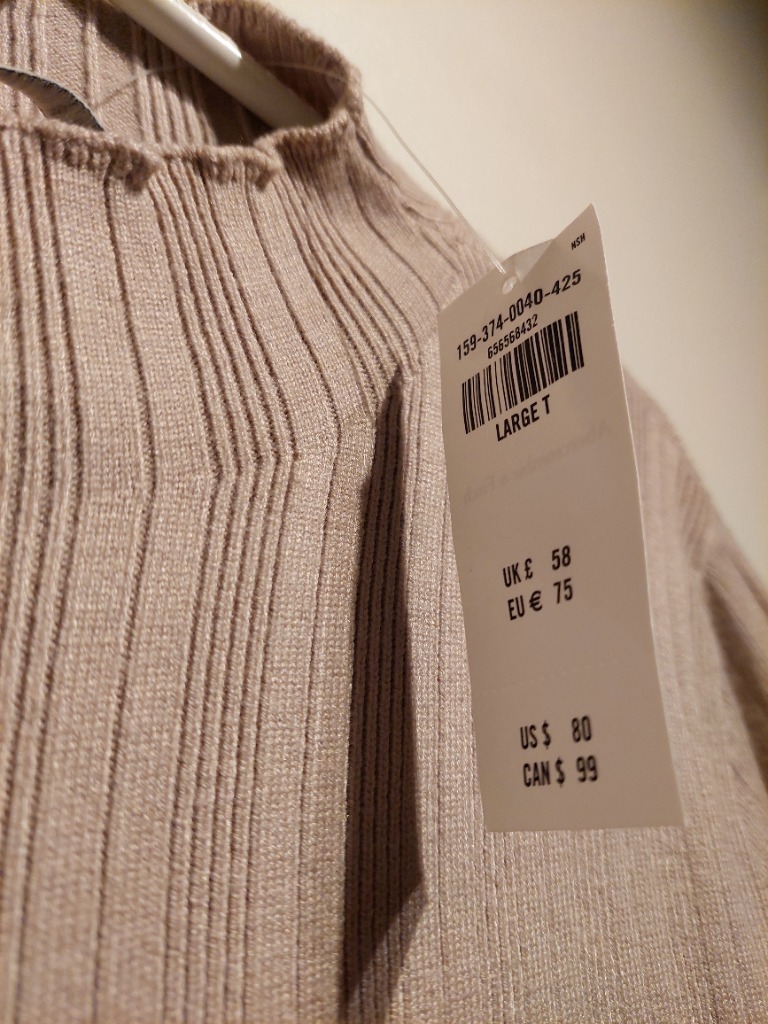 MSM
159-374-0040-425
656568432
LARGE T
UK £ 58
EU € 75
US $ 80
CAN $ 99